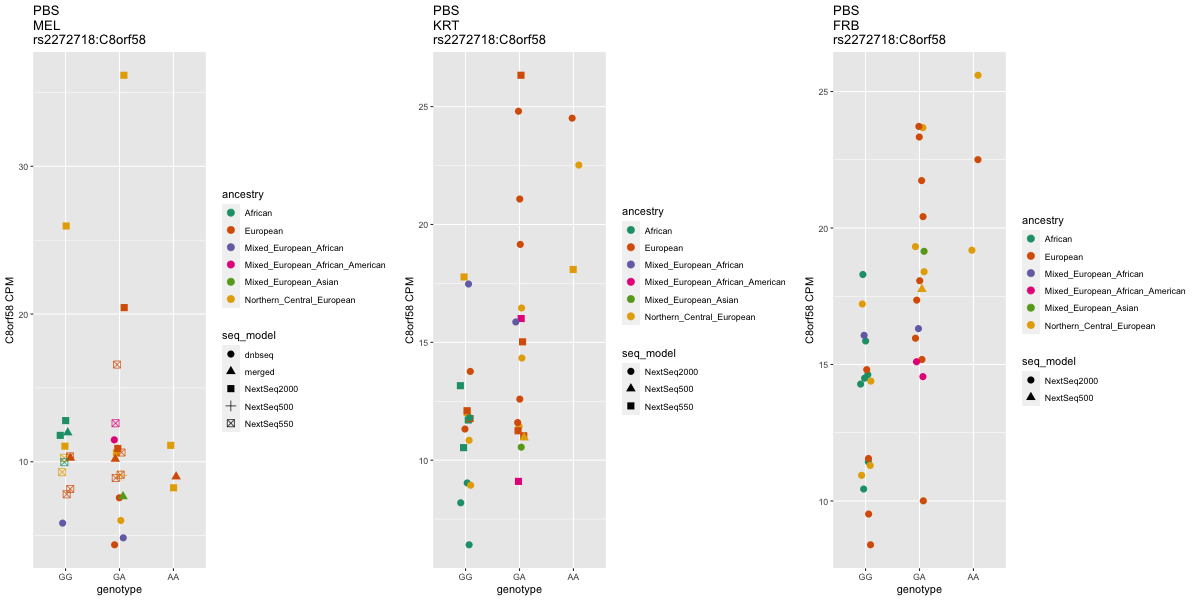 PBS
MEL
rs2272718:C8orf58
C8orf58 CPM
30
20
10
GG
GA
AA
genotype
ancestry
African
European
Mixed_European_African
Mixed_European_African_American
Mixed_European_Asian
Northern_Central_European
seq_model
dnbseq
merged
NextSeq2000
NextSeq500
NextSeq550
PBS
KRT
rs2272718:C8orf58
C8orf58 CPM
25
20
15
10
GG
GA
AA
genotype
ancestry
African
European
Mixed_European_African
Mixed_European_African_American
Mixed_European_Asian
Northern_Central_European
seq_model
NextSeq2000
NextSeq500
NextSeq550
PBS
FRB
rs2272718:C8orf58
C8orf58 CPM
25
20
15
10
GG
GA
AA
genotype
ancestry
African
European
Mixed_European_African
Mixed_European_African_American
Mixed_European_Asian
Northern_Central_European
seq_model
NextSeq2000
NextSeq500